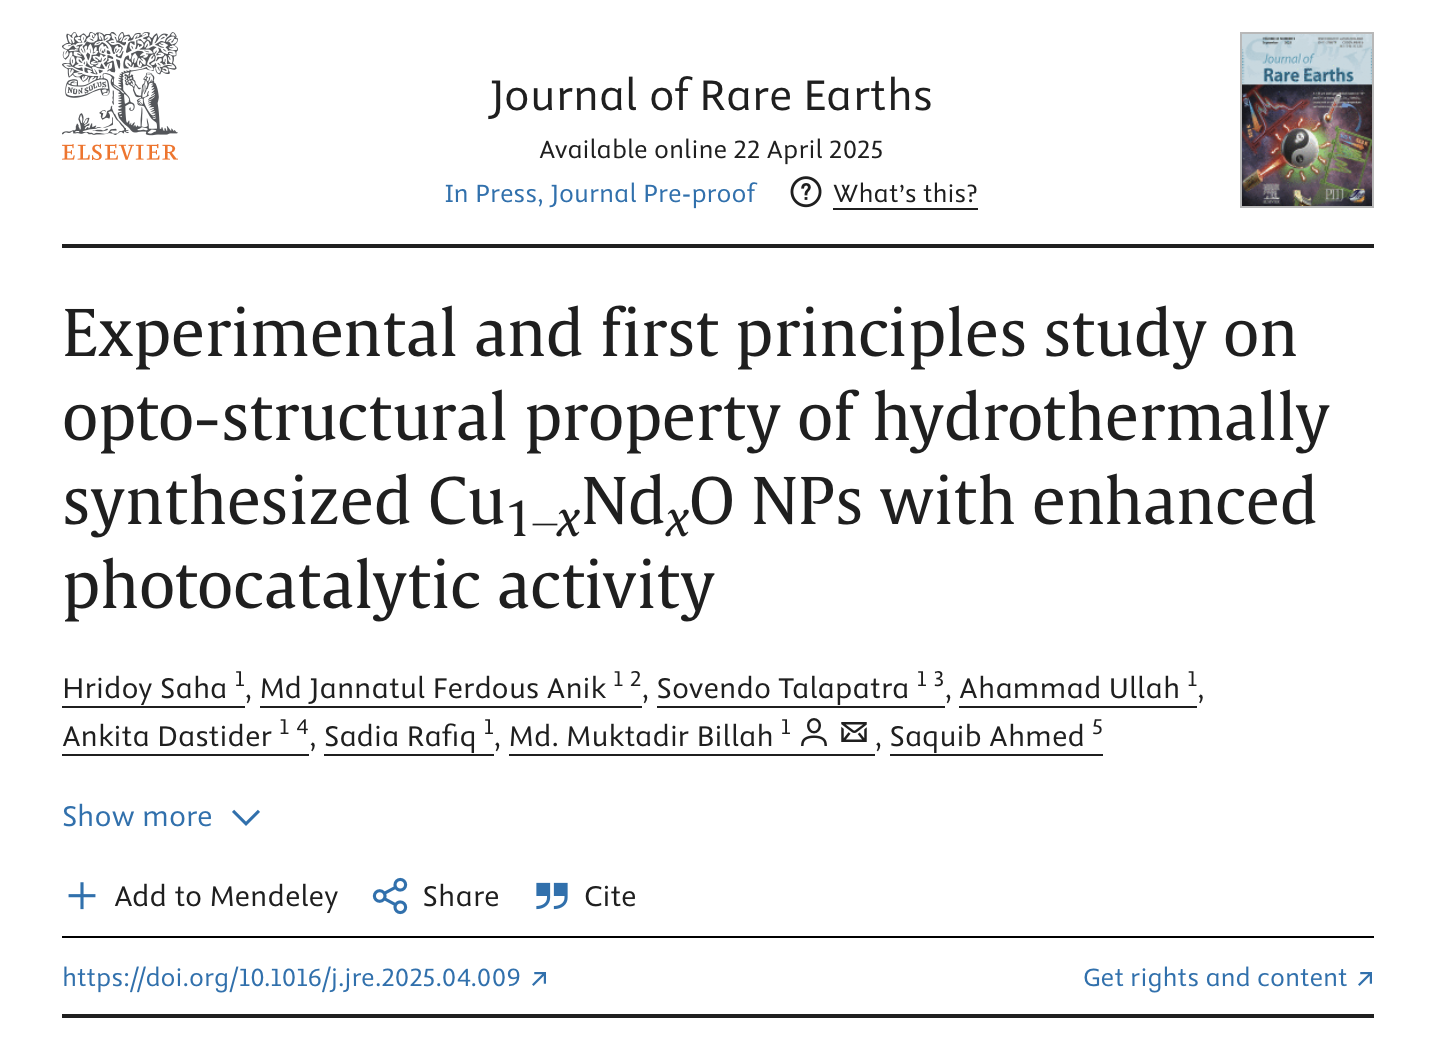 NON SOLUS
ELSEVIER
Journal of Rare Earths
Available online 22 April 2025
In Press, Journal Pre-proof What's this?
Journal of
Rare Earths
Experimental and first principles study on
opto-structural property of hydrothermally
synthesized Cu₁₋ₓNdₓO NPs with enhanced
photocatalytic activity
Hridoy Saha ¹, Md Jannatul Ferdous Anik ¹ ², Sovendo Talapatra ¹ ³, Ahammad Ullah ¹,
Ankita Dastider ¹ ⁴, Sadia Rafiq ¹, Md. Muktadir Billah ¹, Saquib Ahmed ⁵
Show more
Add to Mendeley Share Cite
https://doi.org/10.1016/j.jre.2025.04.009 Get rights and content